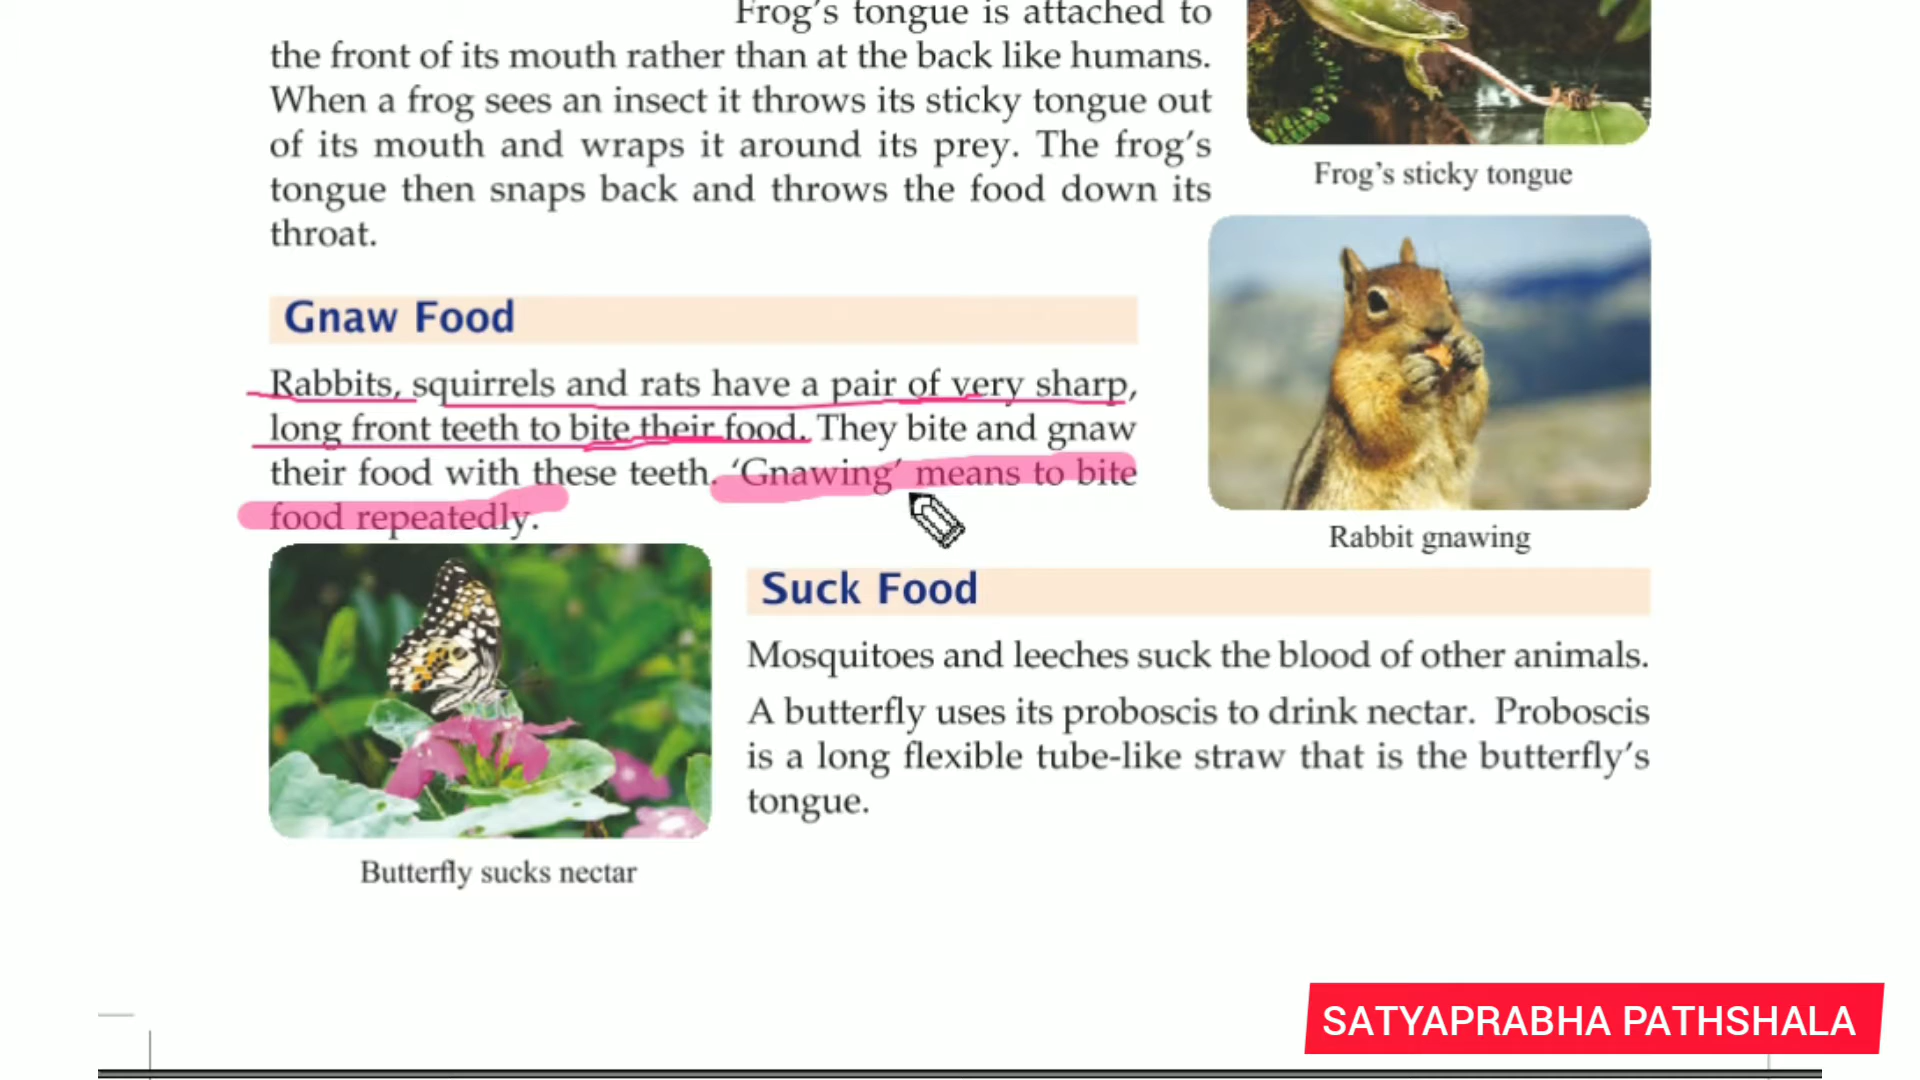 Frog's tongue is attached to
the front of its mouth rather than at the back like humans.
When a frog sees an insect it throws its sticky tongue out
of its mouth and wraps it around its prey. The frog's
tongue then snaps back and throws the food down its
throat.
Frog's sticky tongue
Gnaw Food
Rabbits, squirrels and rats have a pair of very sharp,
long front teeth to bite their food. They bite and gnaw
their food with these teeth. 'Gnawing' means to bite
food repeatedly.
Rabbit gnawing
Suck Food
Mosquitoes and leeches suck the blood of other animals.
A butterfly uses its proboscis to drink nectar. Proboscis
is a long flexible tube-like straw that is the butterfly's
tongue.
Butterfly sucks nectar
SATYAPRABHA PATHSHALA